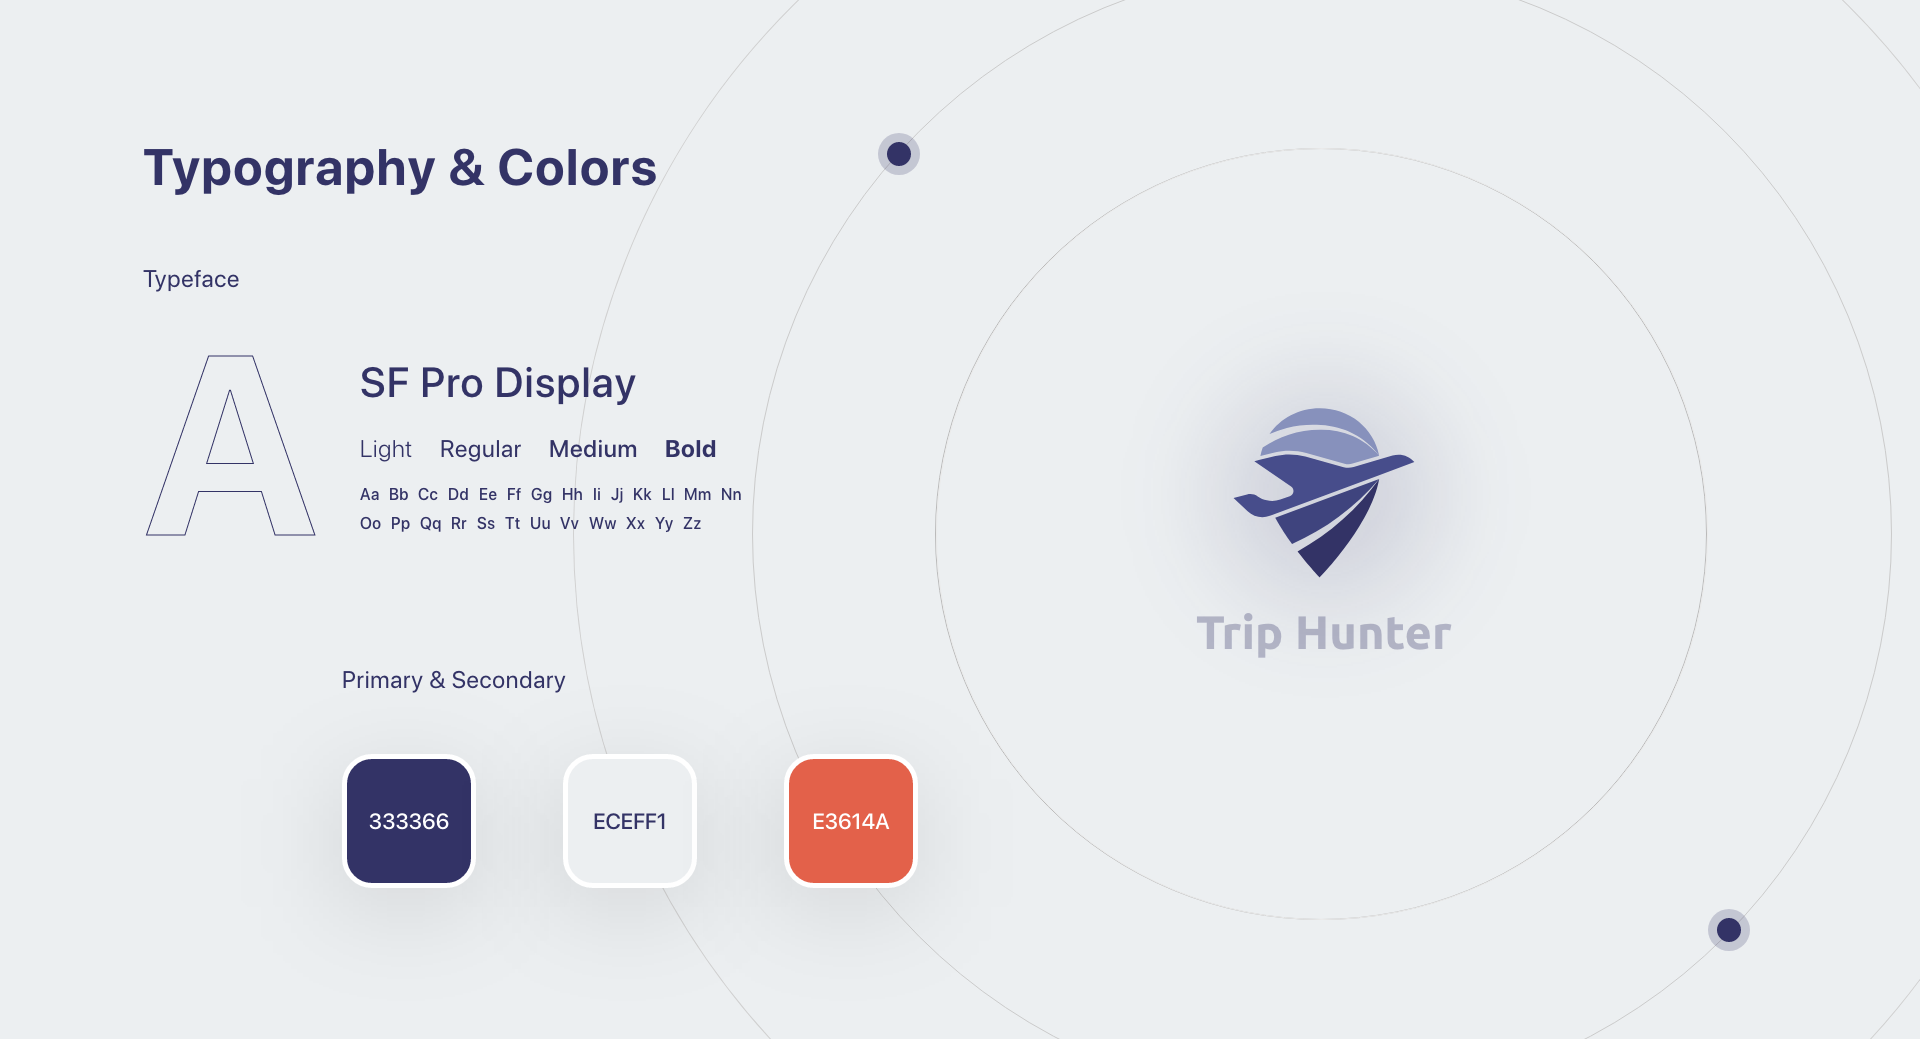 Typography & Colors
Typeface
A
SF Pro Display
Light Regular Medium Bold
Aa Bb Cc Dd Ee Ff Gg Hh Ii Jj Kk Ll Mm Nn
Oo Pp Qq Rr Ss Tt Uu Vv Ww Xx Yy Zz
Trip Hunter
Primary & Secondary
333366 ECEFF1 E3614A